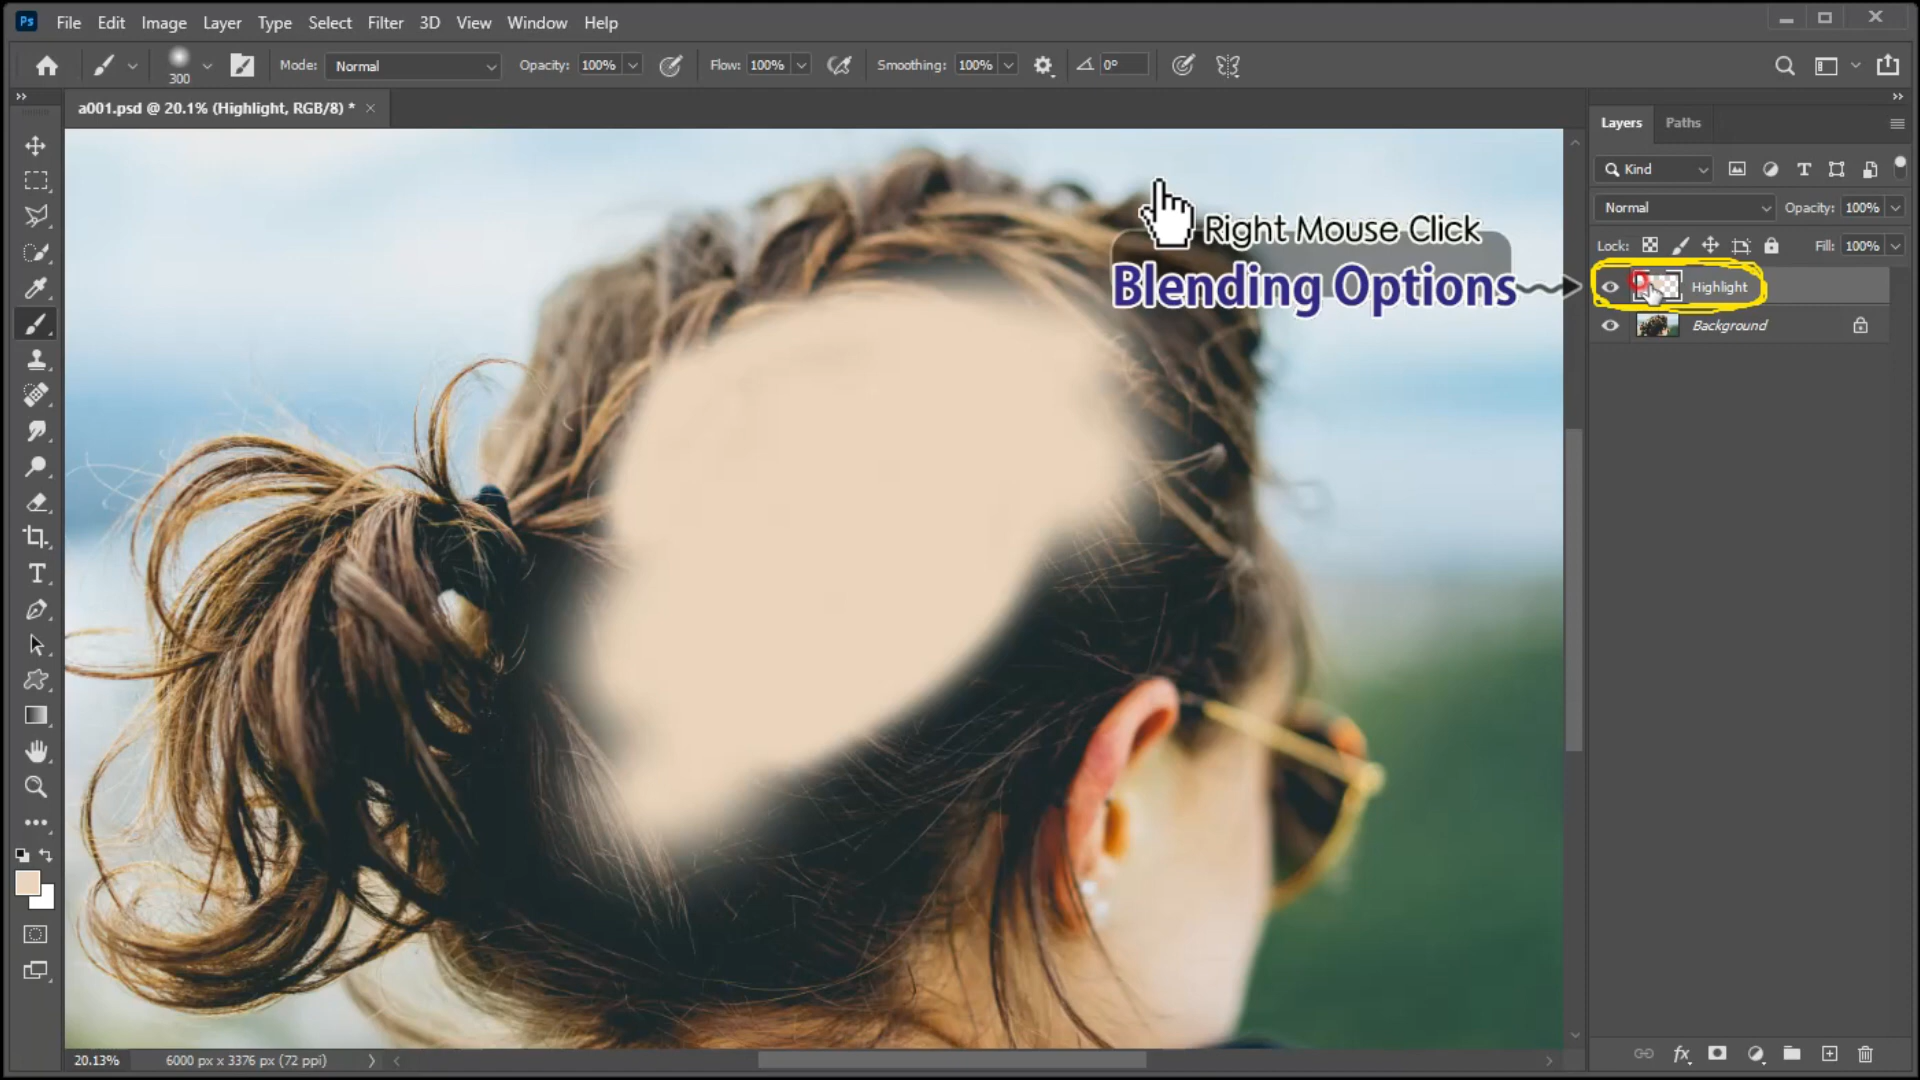 Ps File Edit Image Layer Type Select Filter 3D View Window Help
300 Mode: Normal Opacity: 100% Flow: 100% Smoothing: 100% 0°
a001.psd @ 20.1% (Highlight, RGB/8) *
Layers Paths
Kind
Normal Opacity: 100%
Lock: Fill: 100%
Right Mouse Click
Blending Options
Highlight
Background
20.13% 6000 px x 3376 px (72 ppi)